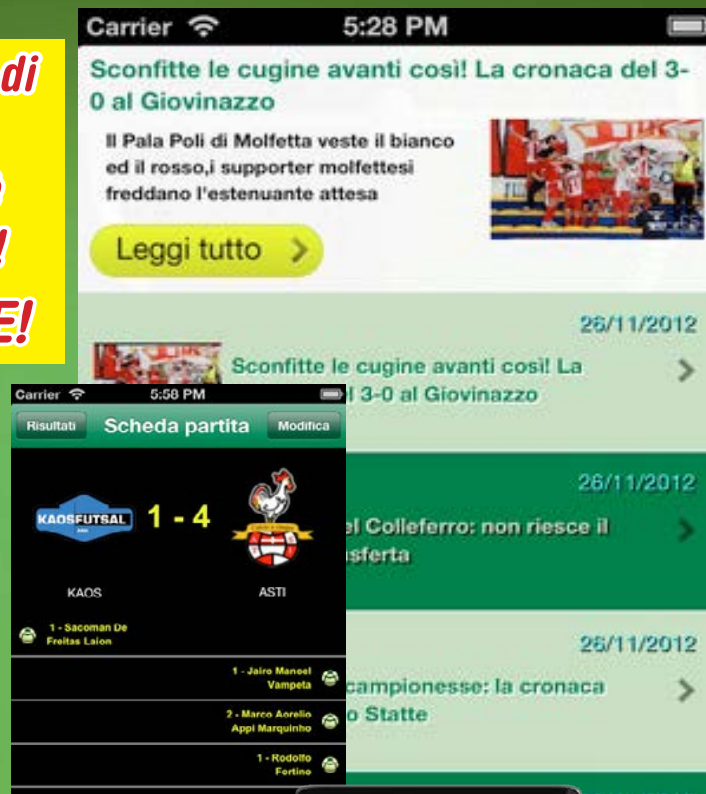 di
!
E!
Carrier 5:28 PM
Sconfitte le cugine avanti così! La cronaca del 3-
0 al Giovinazzo
Il Pala Poli di Molfetta veste il bianco
ed il rosso,i supporter molfettesi
freddano l'estenuante attesa
Leggi tutto
26/11/2012
Sconfitte le cugine avanti così! La
l 3-0 al Giovinazzo
26/11/2012
el Colleferro: non riesce il
sferta
26/11/2012
campionesse: la cronaca
o Statte
Carrier 5:58 PM
Risultati Scheda partita Modifica
KAOSFUTSAL 1 - 4
KAOS ASTI
1 - Sacoman De
Freitas Laion
1 - Jairo Manoel
Vampeta
2 - Marco Aorelio
Appi Marquinho
1 - Rodolfo
Fortino